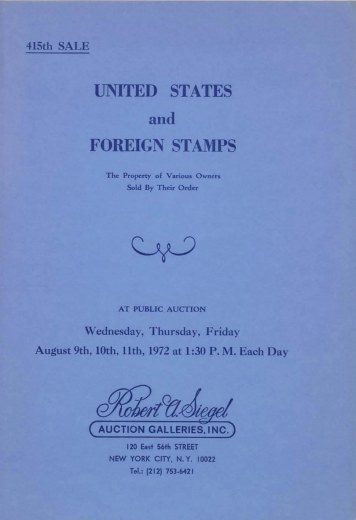 415th SALE
UNITED STATES
and
FOREIGN STAMPS
The Property of Various Owners
Sold By Their Order
AT PUBLIC AUCTION
Wednesday, Thursday, Friday
August 9th, 10th, 11th, 1972 at 1:30 P. M. Each Day
Robert A. Siegel
AUCTION GALLERIES, INC.
120 East 56th STREET
NEW YORK CITY, N. Y. 10022
Tel.: (212) 753-6421